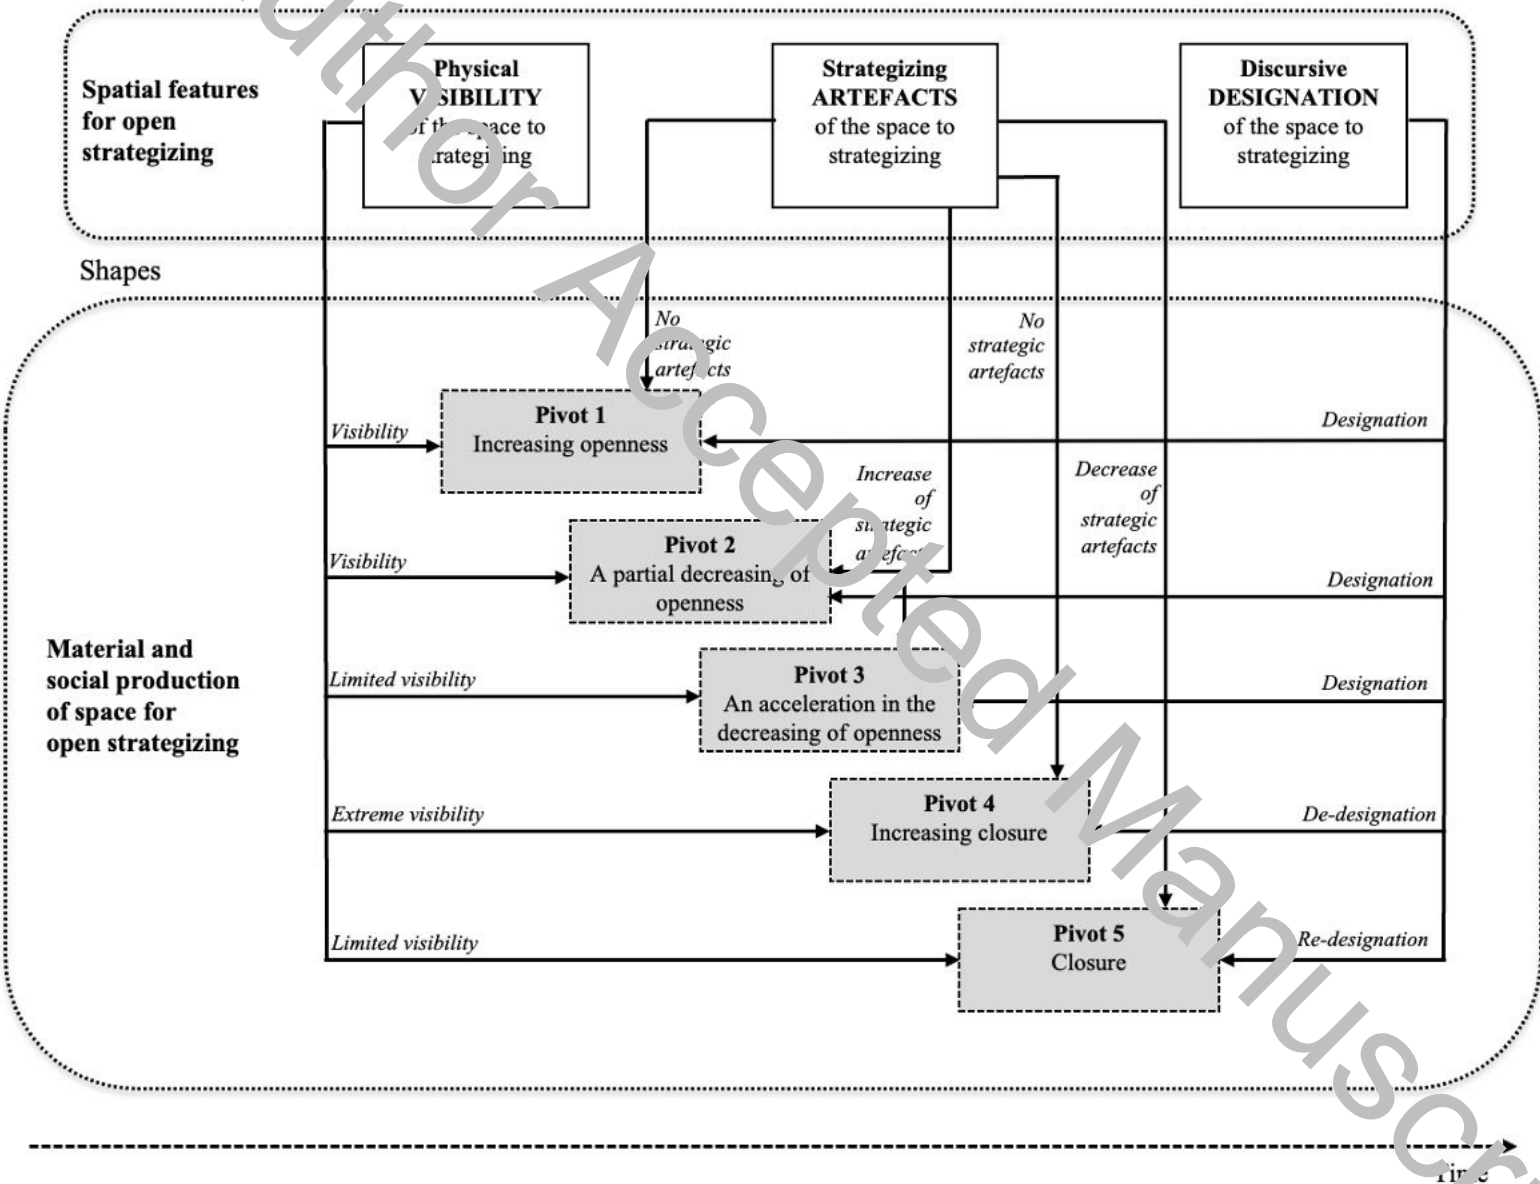 Physical
VISIBILITY
of the space to
strategizing
Strategizing
ARTEFACTS
of the space to
strategizing
Discursive
DESIGNATION
of the space to
strategizing
Spatial features
for open
strategizing
Shapes
No
strategic
artefacts
No
strategic
artefacts
Visibility
Pivot 1
Increasing openness
Designation
Increase
of
strategic
artefacts
Decrease
of
strategic
artefacts
Visibility
Pivot 2
A partial decreasing of
openness
Designation
Material and
social production
of space for
open strategizing
Limited visibility
Pivot 3
An acceleration in the
decreasing of openness
Designation
Extreme visibility
Pivot 4
Increasing closure
De-designation
Limited visibility
Pivot 5
Closure
Re-designation
Time
Author Accepted Manuscr